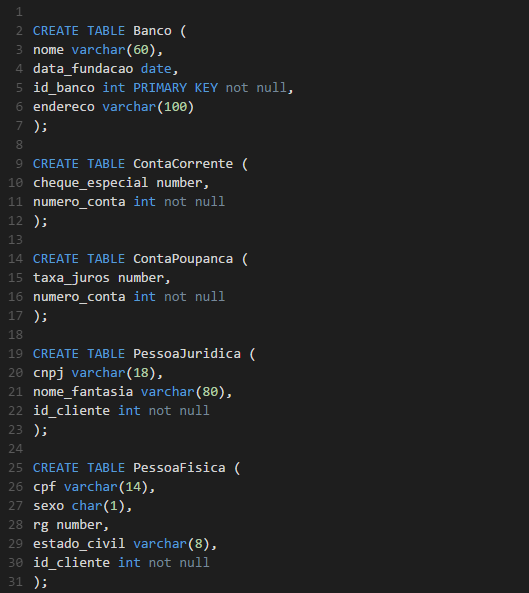 1
2 CREATE TABLE Banco (
3 nome varchar(60),
4 data_fundacao date,
5 id_banco int PRIMARY KEY not null,
6 endereco varchar(100)
7 );
8
9 CREATE TABLE ContaCorrente (
10 cheque_especial number,
11 numero_conta int not null
12 );
13
14 CREATE TABLE ContaPoupanca (
15 taxa_juros number,
16 numero_conta int not null
17 );
18
19 CREATE TABLE PessoaJuridica (
20 cnpj varchar(18),
21 nome_fantasia varchar(80),
22 id_cliente int not null
23 );
24
25 CREATE TABLE PessoaFisica (
26 cpf varchar(14),
27 sexo char(1),
28 rg number,
29 estado_civil varchar(8),
30 id_cliente int not null
31 );